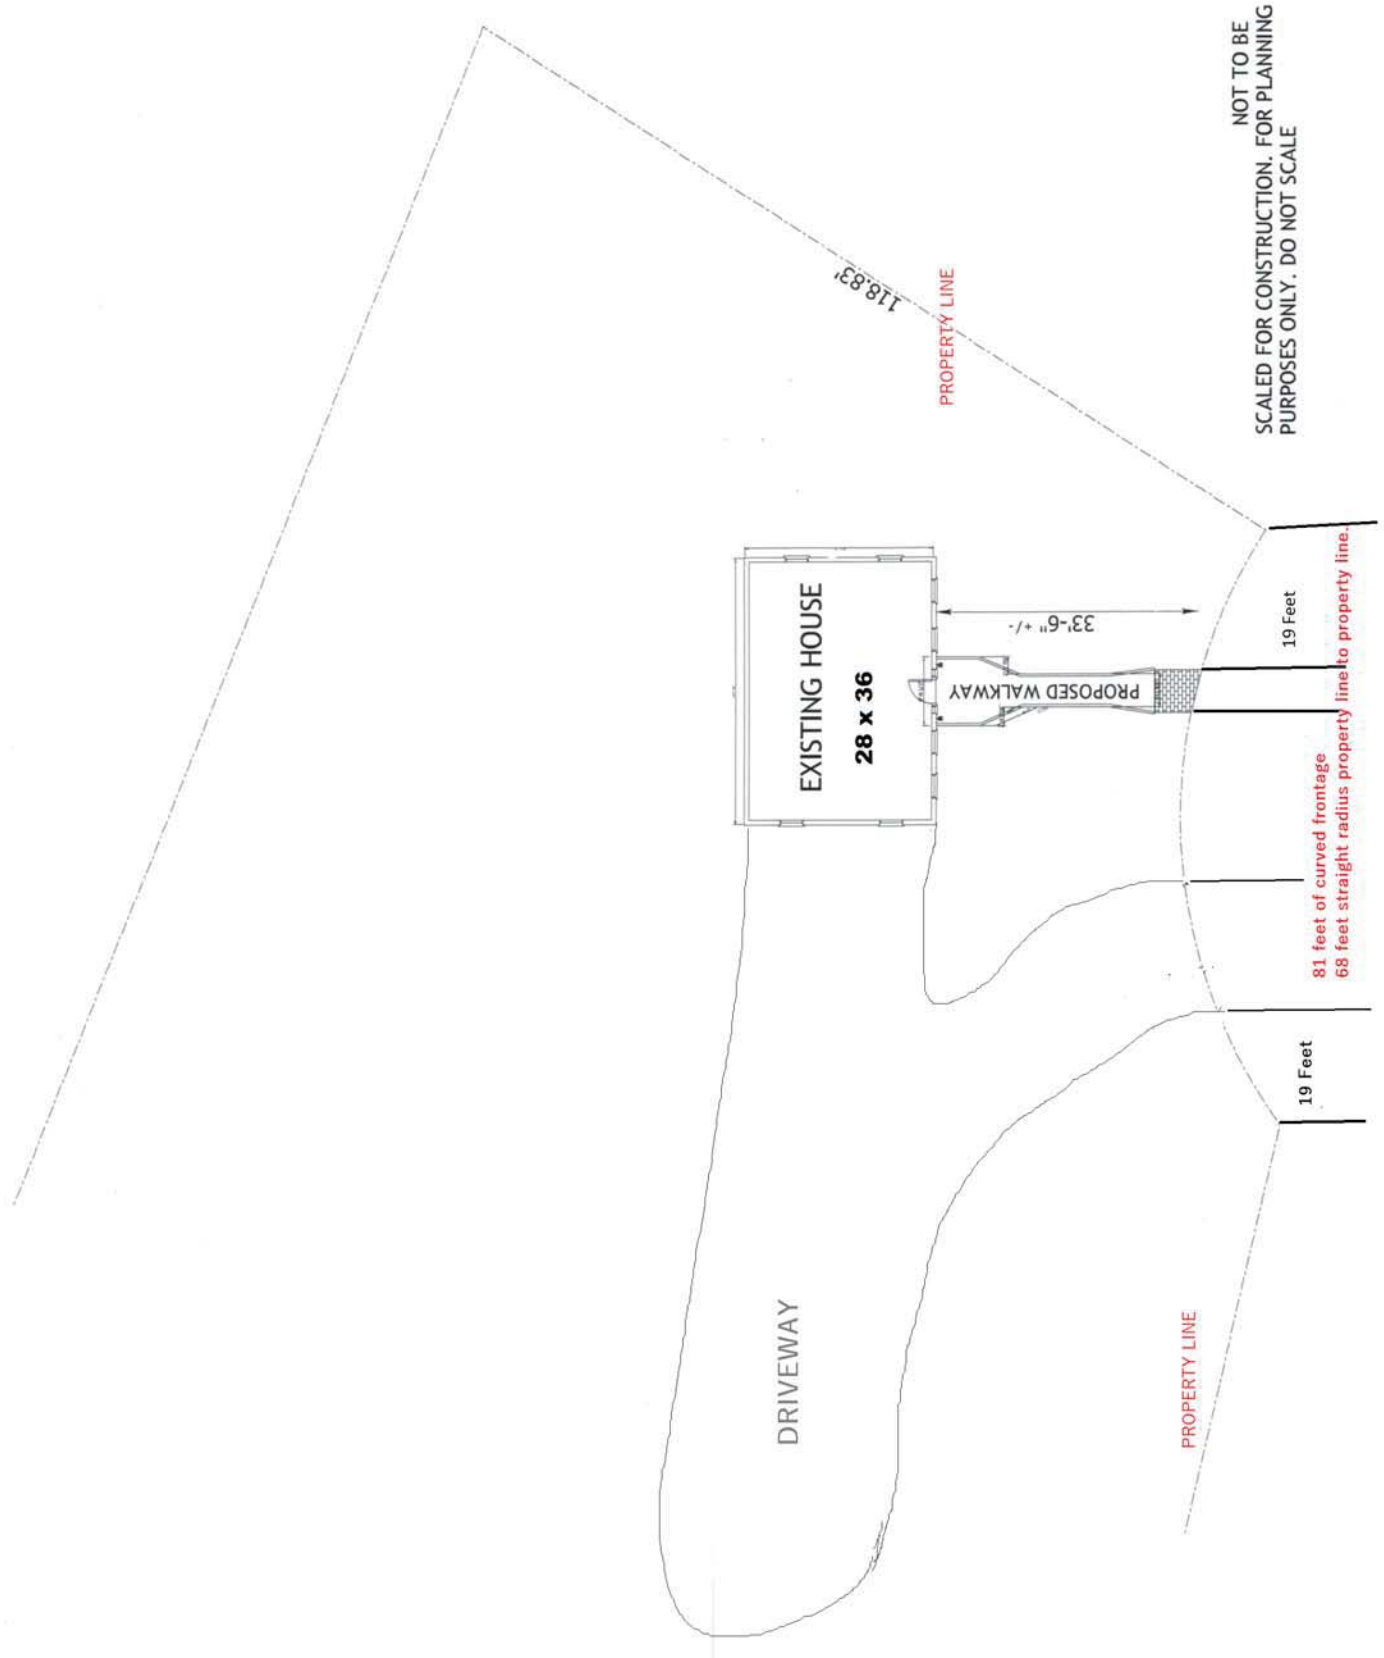 NOT TO BE
SCALED FOR CONSTRUCTION. FOR PLANNING
PURPOSES ONLY. DO NOT SCALE
118.83'
PROPERTY LINE
EXISTING HOUSE
28 x 36
33'-6" +/-
PROPOSED WALKWAY
19 Feet
81 feet of curved frontage
68 feet straight radius property line to property line.
19 Feet
DRIVEWAY
PROPERTY LINE